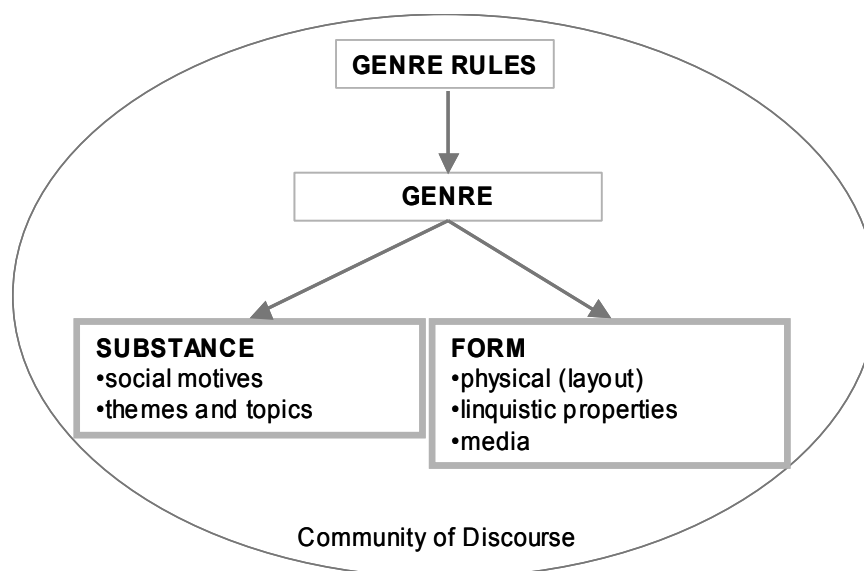 GENRE RULES
GENRE
SUBSTANCE
•social motives
•themes and topics
FORM
•physical (layout)
•linquistic properties
•media
Community of Discourse